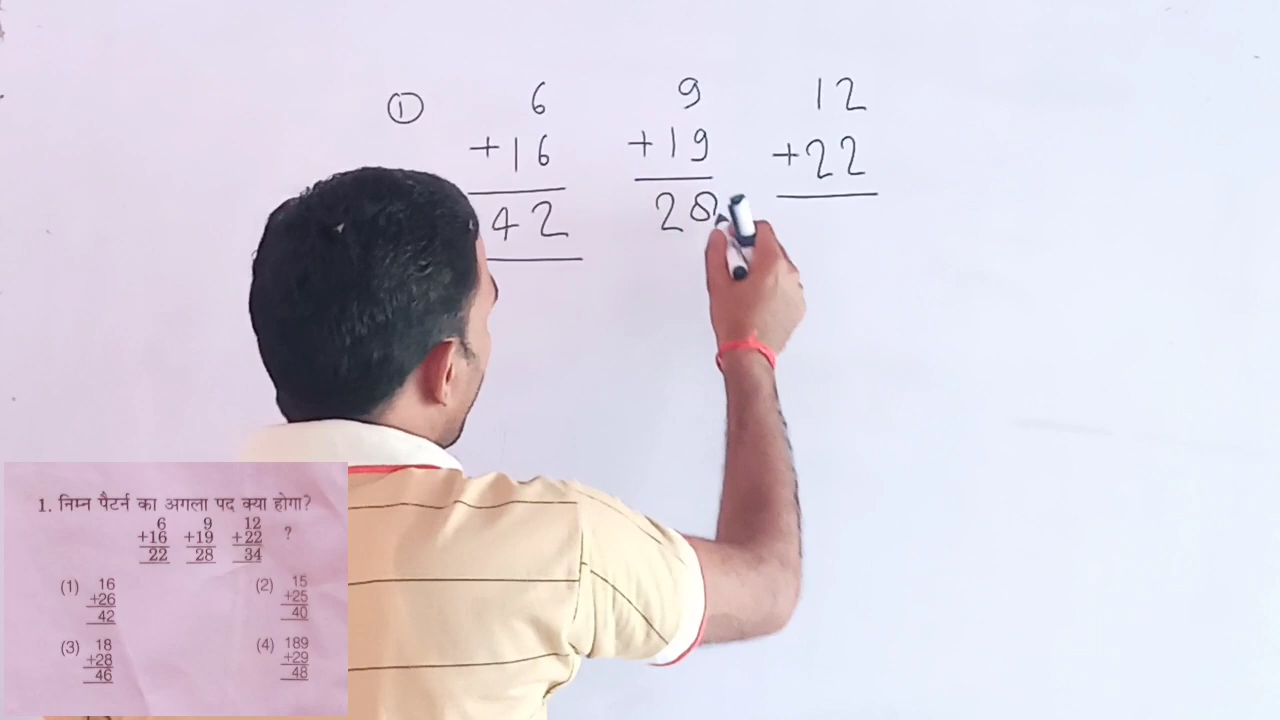 ① 6 9 12
+16 +19 +22
42 28
1. निम्न पैटर्न का अगला पद क्या होगा?
6 9 12
+16 +19 +22 ?
22 28 34
(1) 16 (2) 15
+26 +25
42 40
(3) 18 (4) 189
+28 +29
46 48